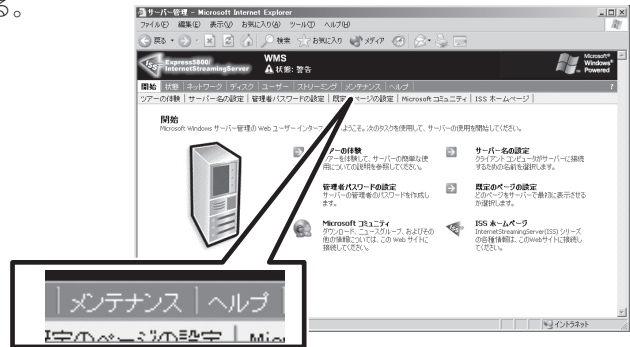 る。
サーバー管理 - Microsoft Internet Explorer
ファイル(F) 編集(E) 表示(V) お気に入り(A) ツール(T) ヘルプ(H)
戻る 検索 お気に入り メディア
ISS Express5800/ InternetStreamingServer WMS 状態: 警告 Microsoft® Windows® Powered
開始 状態 ネットワーク ディスク ユーザー ストリーミング メンテナンス ヘルプ ?
ツアーの体験 サーバー名の設定 管理者パスワードの設定 既定 ページの設定 Microsoft コミュニティ ISS ホームページ
開始
Microsoft Windows サーバー管理の Web ユーザー インターフ ようこそ。次のタスクを使用して、サーバーの使用を開始してください。
ツアーの体験
ツアーを体験して、サーバーの簡単な使用についての説明を参照してください。
サーバー名の設定
クライアント コンピュータがサーバーに接続するための名前を選択します。
管理者パスワードの設定
サーバーの管理者のパスワードを作成します。
既定のページの設定
どのページをサーバーで最初に表示させるか選択します。
Microsoft コミュニティ
ダウンロード、ニュースグループ、およびその他の情報については、この Web サイトに接続してください。
ISS ホームページ
InternetStreamingServer(ISS) シリーズの各種情報は、このWebサイトに接続してください。
メンテナンス ヘルプ
定のページの設定 Mic
イントラネット